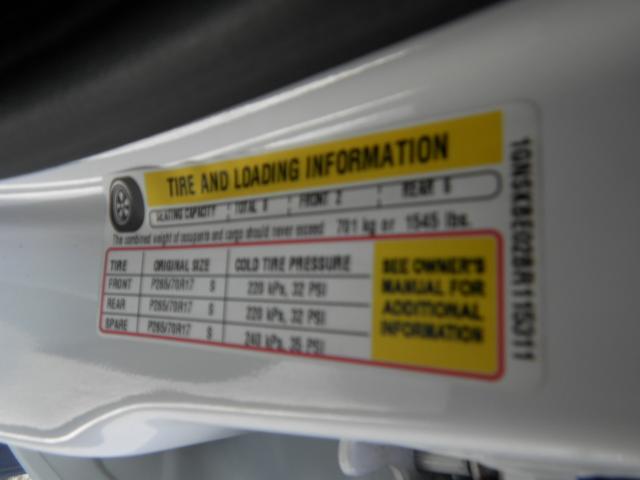 TIRE AND LOADING INFORMATION
SEATING CAPACITY TOTAL 8 FRONT 2 REAR 6
The combined weight of occupants and cargo should never exceed 701 kg or 1545 lbs.
TIRE ORIGINAL SIZE COLD TIRE PRESSURE
FRONT P265/70R17 S 220 kPa, 32 PSI
REAR P265/70R17 S 220 kPa, 32 PSI
SPARE P265/70R17 S 240 kPa, 35 PSI
SEE OWNER'S
MANUAL FOR
ADDITIONAL
INFORMATION